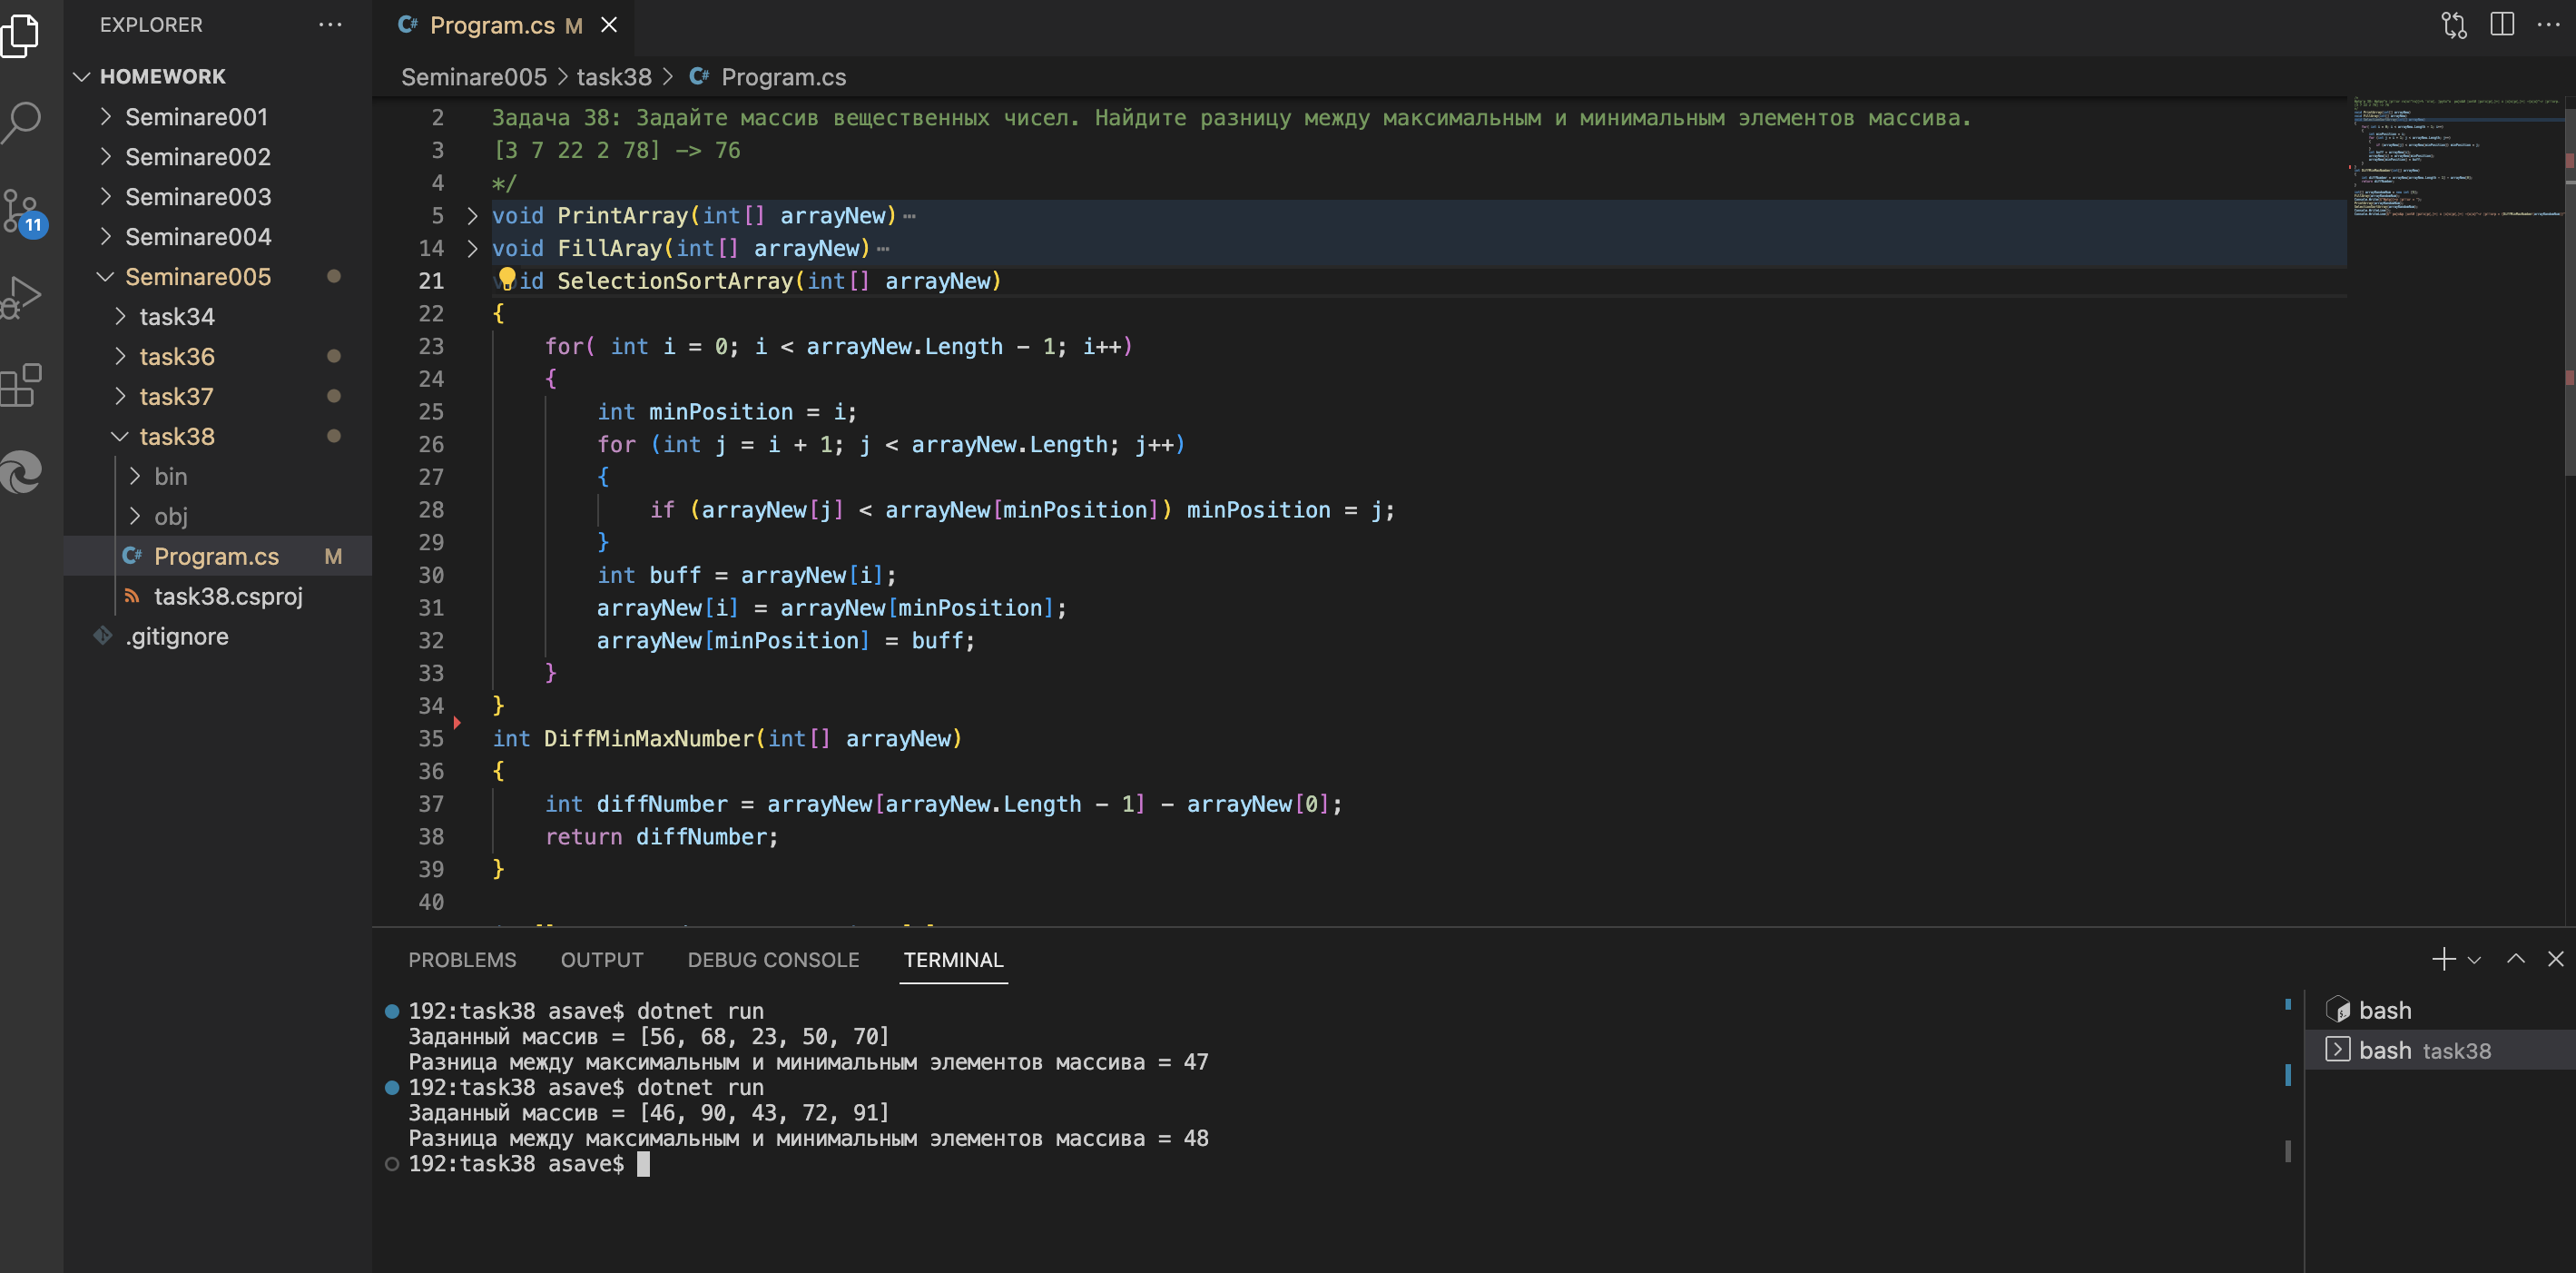 EXPLORER
HOMEWORK
Seminare001
Seminare002
Seminare003
Seminare004
Seminare005
task34
task36
task37
task38
bin
obj
Program.cs M
task38.csproj
.gitignore
11
Program.cs M
Seminare005 > task38 > Program.cs
2 Задача 38: Задайте массив вещественных чисел. Найдите разницу между максимальным и минимальным элементов массива.
3 [3 7 22 2 78] -> 76
4 */
5 void PrintArray(int[] arrayNew)
14 void FillAray(int[] arrayNew)
21 void SelectionSortArray(int[] arrayNew)
22 {
23 for( int i = 0; i < arrayNew.Length - 1; i++)
24 {
25 int minPosition = i;
26 for (int j = i + 1; j < arrayNew.Length; j++)
27 {
28 if (arrayNew[j] < arrayNew[minPosition]) minPosition = j;
29 }
30 int buff = arrayNew[i];
31 arrayNew[i] = arrayNew[minPosition];
32 arrayNew[minPosition] = buff;
33 }
34 }
35 int DiffMinMaxNumber(int[] arrayNew)
36 {
37 int diffNumber = arrayNew[arrayNew.Length - 1] - arrayNew[0];
38 return diffNumber;
39 }
40
PROBLEMS OUTPUT DEBUG CONSOLE TERMINAL
192:task38 asave$ dotnet run
Заданный массив = [56, 68, 23, 50, 70]
Разница между максимальным и минимальным элементов массива = 47
192:task38 asave$ dotnet run
Заданный массив = [46, 90, 43, 72, 91]
Разница между максимальным и минимальным элементов массива = 48
192:task38 asave$
bash
bash task38